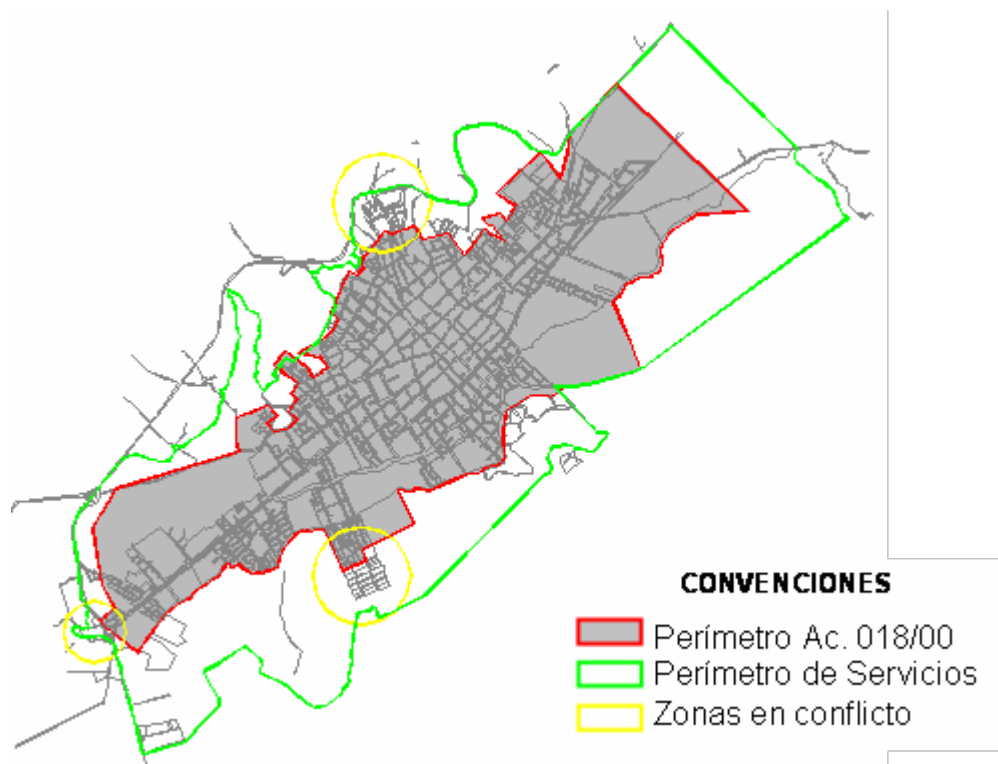 CONVENCIONES
Perímetro Ac. 018/00
Perímetro de Servicios
Zonas en conflicto